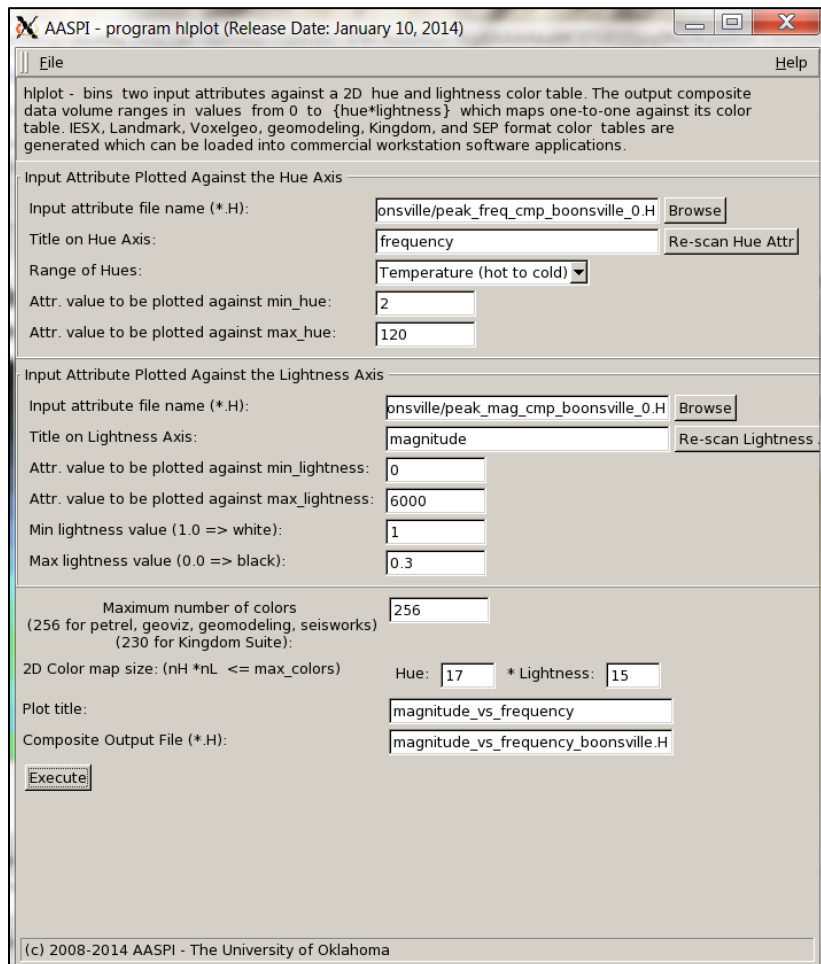 AASPI - program hlplot (Release Date: January 10, 2014)
File Help
hlplot - bins two input attributes against a 2D hue and lightness color table. The output composite
data volume ranges in values from 0 to {hue*lightness} which maps one-to-one against its color
table. IESX, Landmark, Voxelgeo, geomodeling, Kingdom, and SEP format color tables are
generated which can be loaded into commercial workstation software applications.
Input Attribute Plotted Against the Hue Axis
Input attribute file name (*.H): onsville/peak_freq_cmp_boonsville_0.H Browse
Title on Hue Axis: frequency Re-scan Hue Attr
Range of Hues: Temperature (hot to cold)
Attr. value to be plotted against min_hue: 2
Attr. value to be plotted against max_hue: 120
Input Attribute Plotted Against the Lightness Axis
Input attribute file name (*.H): onsville/peak_mag_cmp_boonsville_0.H Browse
Title on Lightness Axis: magnitude Re-scan Lightness
Attr. value to be plotted against min_lightness: 0
Attr. value to be plotted against max_lightness: 6000
Min lightness value (1.0 => white): 1
Max lightness value (0.0 => black): 0.3
Maximum number of colors 256
(256 for petrel, geoviz, geomodeling, seisworks)
(230 for Kingdom Suite):
2D Color map size: (nH *nL <= max_colors) Hue: 17 * Lightness: 15
Plot title: magnitude_vs_frequency
Composite Output File (*.H): magnitude_vs_frequency_boonsville.H
Execute
(c) 2008-2014 AASPI - The University of Oklahoma